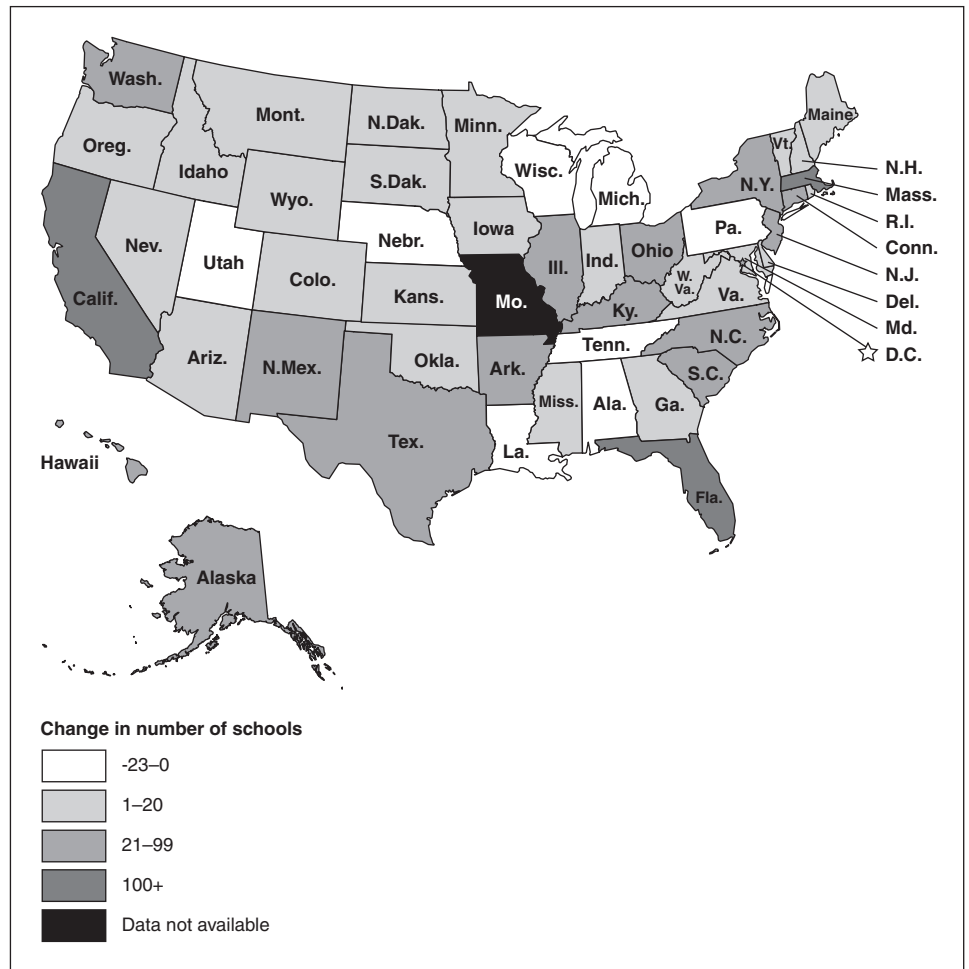 Wash.
Mont.
N.Dak.
Minn.
Maine
Vt.
Oreg.
Idaho
S.Dak.
Wisc.
Mich.
N.Y.
N.H.
Mass.
R.I.
Conn.
N.J.
Del.
Md.
D.C.
Wyo.
Iowa
Pa.
Nev.
Utah
Nebr.
Ill.
Ind.
Ohio
W.
Va.
Va.
Calif.
Colo.
Kans.
Mo.
Ky.
N.C.
Tenn.
Ariz.
N.Mex.
Okla.
Ark.
S.C.
Miss.
Ala.
Ga.
Tex.
La.
Fla.
Hawaii
Alaska
Change in number of schools
-23–0
1–20
21–99
100+
Data not available